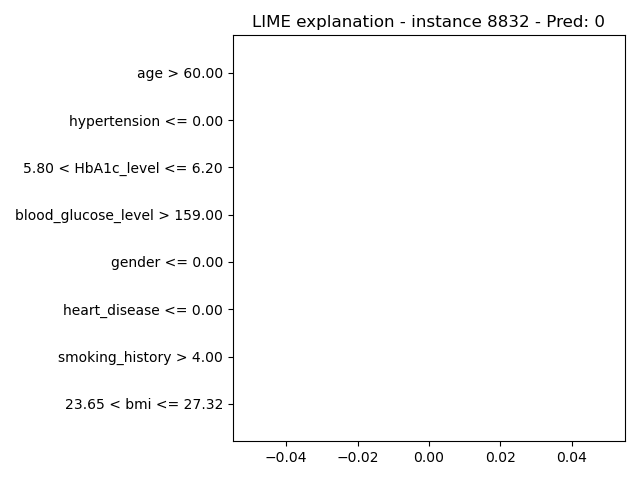 LIME explanation - instance 8832 - Pred: 0
age > 60.00
hypertension <= 0.00
5.80 < HbA1c_level <= 6.20
blood_glucose_level > 159.00
gender <= 0.00
heart_disease <= 0.00
smoking_history > 4.00
23.65 < bmi <= 27.32
−0.04 −0.02 0.00 0.02 0.04